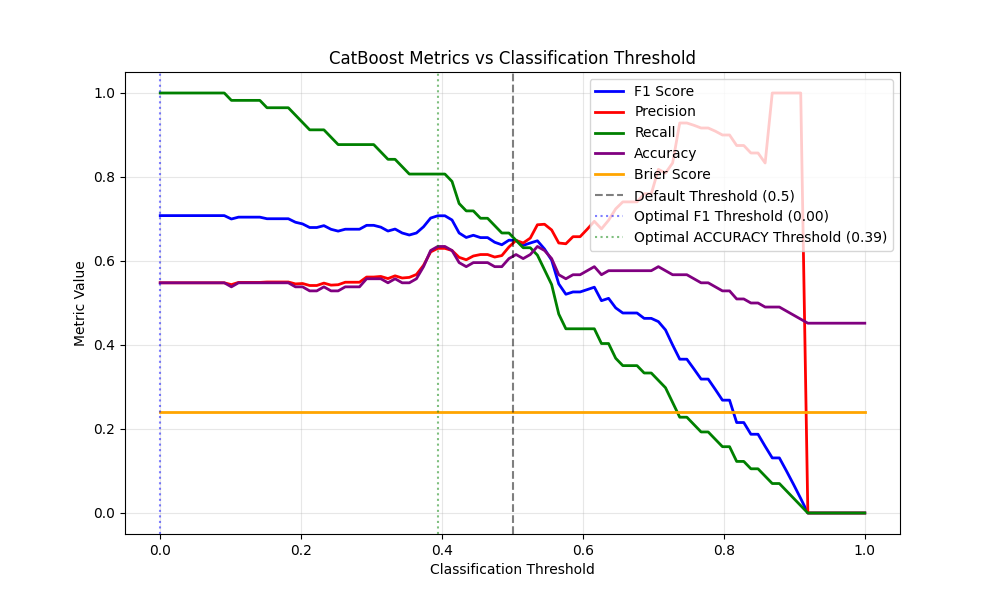 CatBoost Metrics vs Classification Threshold
F1 Score
Precision
Recall
Accuracy
Brier Score
Default Threshold (0.5)
Optimal F1 Threshold (0.00)
Optimal ACCURACY Threshold (0.39)
Metric Value
1.0
0.8
0.6
0.4
0.2
0.0
0.0 0.2 0.4 0.6 0.8 1.0
Classification Threshold